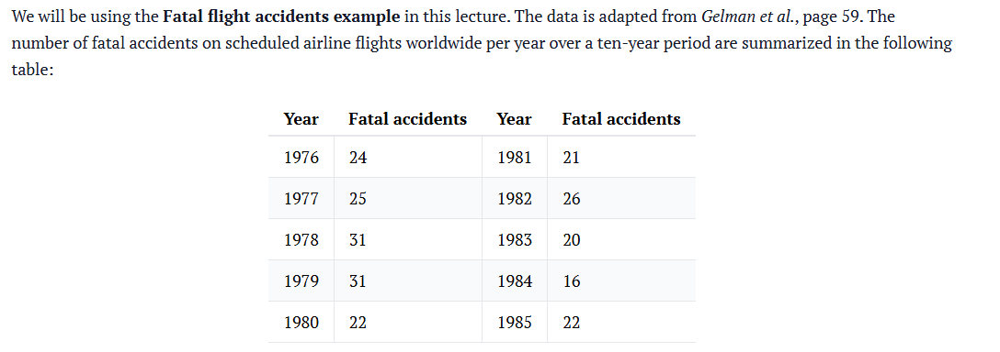 We will be using the Fatal flight accidents example in this lecture. The data is adapted from Gelman et al., page 59. The
number of fatal accidents on scheduled airline flights worldwide per year over a ten-year period are summarized in the following
table:
Year Fatal accidents Year Fatal accidents
1976 24 1981 21
1977 25 1982 26
1978 31 1983 20
1979 31 1984 16
1980 22 1985 22